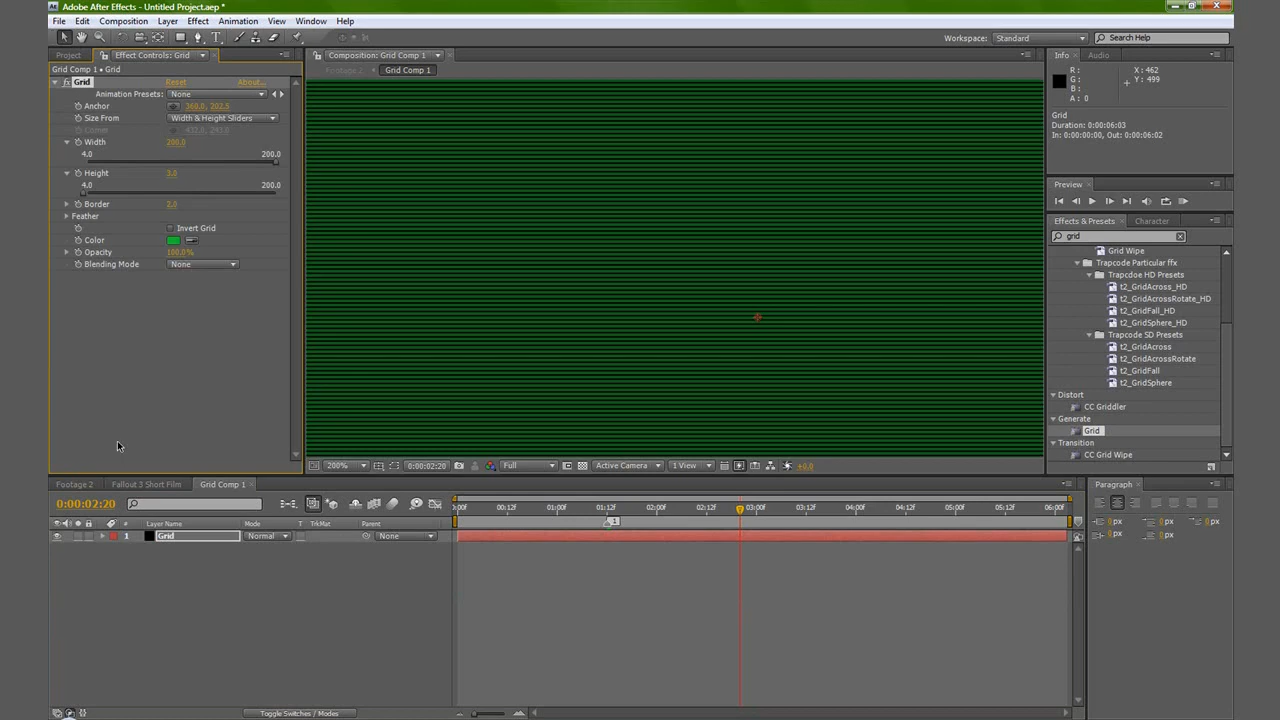 Adobe After Effects - Untitled Project.aep *
File Edit Composition Layer Effect Animation View Window Help
Workspace: Standard Search Help
Project Effect Controls: Grid
Grid Comp 1 • Grid
Grid Reset About...
Animation Presets: None
Anchor 360.0, 202.5
Size From Width & Height Sliders
Corner 432.0, 243.0
Width 200.0
4.0 200.0
Height 3.0
4.0 200.0
Border 2.0
Feather
Invert Grid
Color
Opacity 100.0%
Blending Mode None
Composition: Grid Comp 1
Footage 2 Grid Comp 1
200% 0:00:02:20 Full Active Camera 1 View +0.0
Info Audio
R: X: 462
G: Y: 499
B:
A: 0
Grid
Duration: 0:00:06:03
In: 0:00:00:00, Out: 0:00:06:02
Preview
Effects & Presets Character
grid
Grid Wipe
Trapcode Particular ffx
Trapcdoe HD Presets
t2_GridAcross_HD
t2_GridAcrossRotate_HD
t2_GridFall_HD
t2_GridSphere_HD
Trapcode SD Presets
t2_GridAcross
t2_GridAcrossRotate
t2_GridFall
t2_GridSphere
Distort
CC Griddler
Generate
Grid
Transition
CC Grid Wipe
Footage 2 Fallout 3 Short Film Grid Comp 1
0:00:02:20
:00f 00:12f 01:00f 01:12f 02:00f 02:12f 03:00f 03:12f 04:00f 04:12f 05:00f 05:12f 06:00f
1
# Layer Name Mode T TrkMat Parent
1 Grid Normal None
Toggle Switches / Modes
Paragraph
0 px 0 px 0 px
0 px 0 px